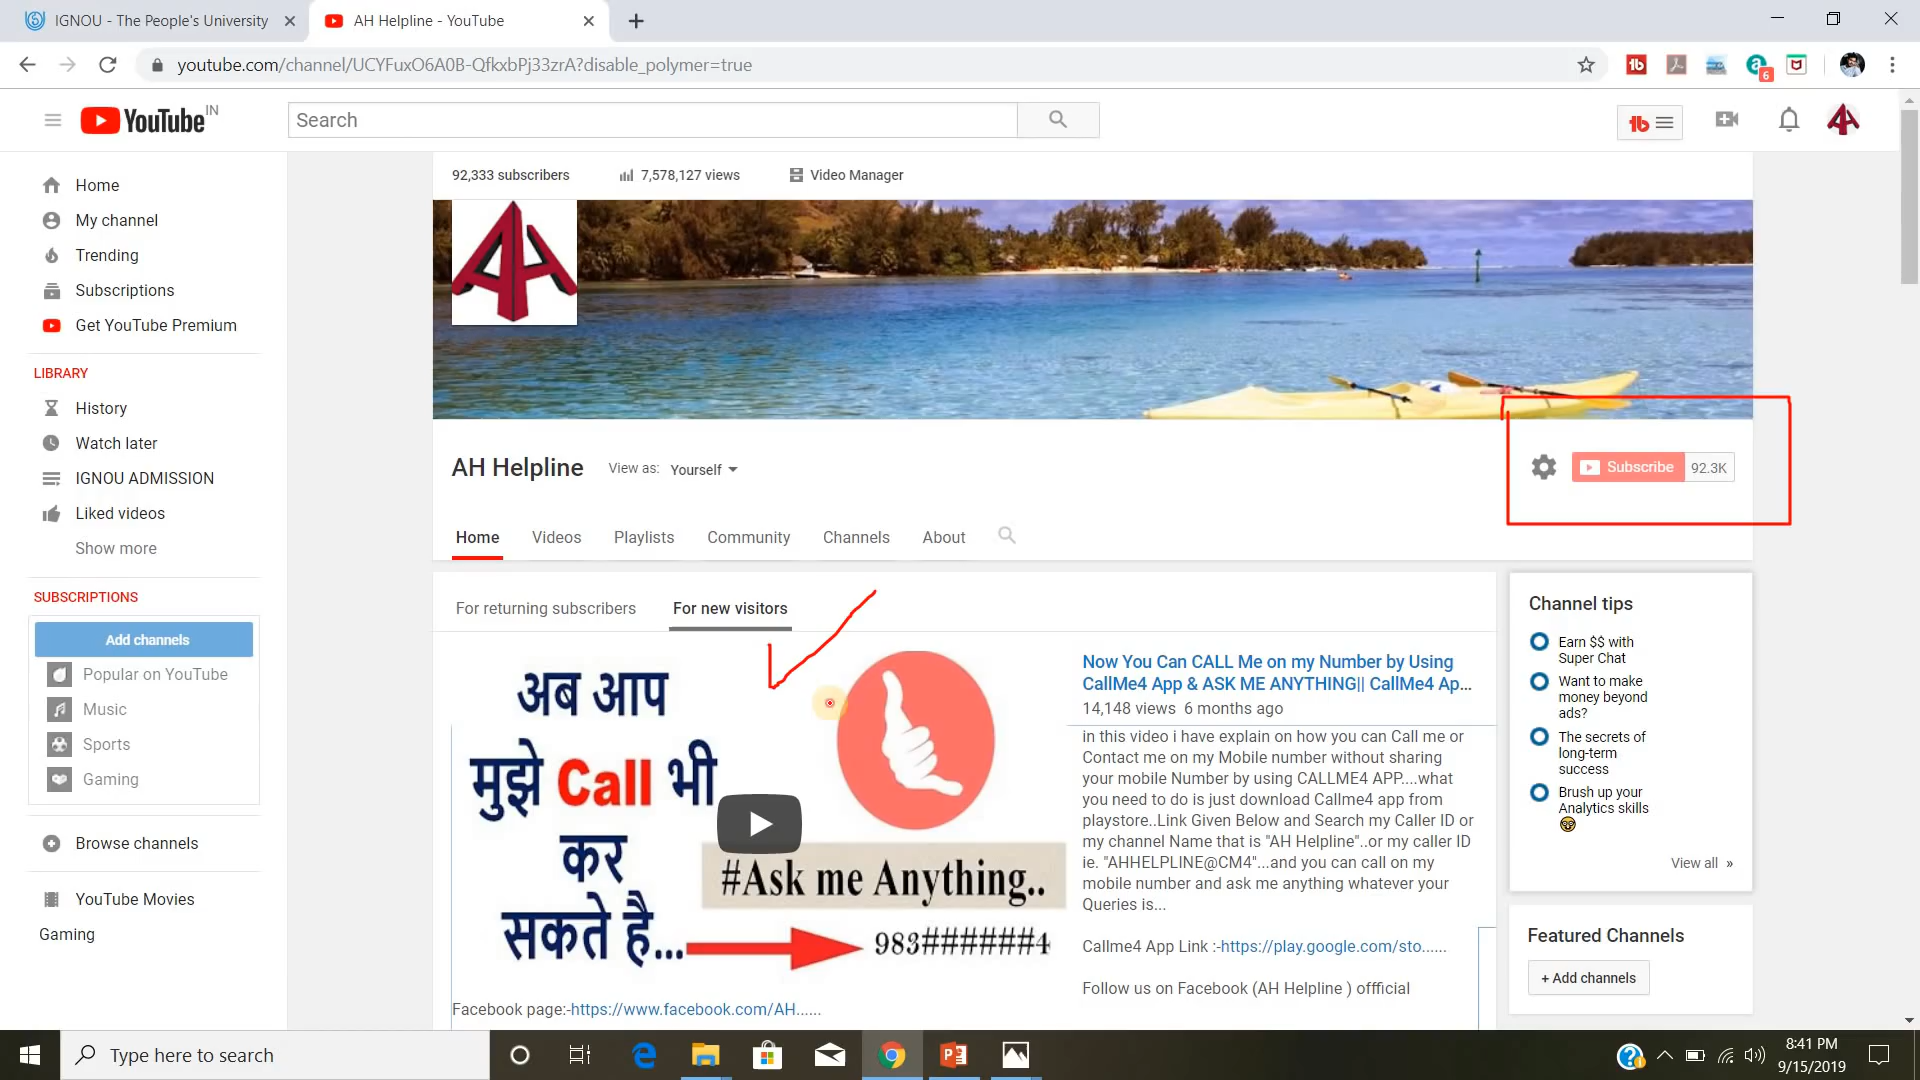 IGNOU - The People's University
AH Helpline - YouTube
youtube.com/channel/UCYFuxO6A0B-QfkxbPj33zrA?disable_polymer=true
6
YouTube IN
Search
92,333 subscribers
7,578,127 views
Video Manager
Home
My channel
Trending
Subscriptions
Get YouTube Premium
LIBRARY
History
Watch later
IGNOU ADMISSION
Liked videos
Show more
SUBSCRIPTIONS
Add channels
Popular on YouTube
Music
Sports
Gaming
Browse channels
YouTube Movies
Gaming
AH Helpline
View as: Yourself
Subscribe 92.3K
Home Videos Playlists Community Channels About
For returning subscribers
For new visitors
अब आप
मुझे Call भी
कर
सकते है...
#Ask me Anything..
983######4
Now You Can CALL Me on my Number by Using
CallMe4 App & ASK ME ANYTHING|| CallMe4 Ap...
14,148 views 6 months ago
in this video i have explain on how you can Call me or
Contact me on my Mobile number without sharing
your mobile Number by using CALLME4 APP....what
you need to do is just download Callme4 app from
playstore..Link Given Below and Search my Caller ID or
my channel Name that is "AH Helpline"..or my caller ID
ie. "AHHELPLINE@CM4"...and you can call on my
mobile number and ask me anything whatever your
Queries is...
Callme4 App Link :-https://play.google.com/sto......
Follow us on Facebook (AH Helpline ) offficial
Facebook page:-https://www.facebook.com/AH......
Channel tips
Earn $$ with
Super Chat
Want to make
money beyond
ads?
The secrets of
long-term
success
Brush up your
Analytics skills
View all »
Featured Channels
+ Add channels
Type here to search
8:41 PM
9/15/2019